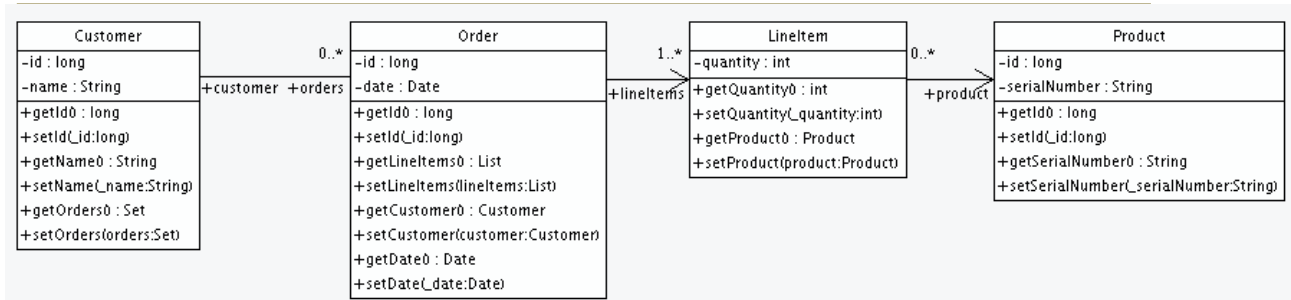 Customer
-id : long
-name : String
+getId() : long
+setId(_id:long)
+getName() : String
+setName(_name:String)
+getOrders() : Set
+setOrders(orders:Set)
0..*
+customer +orders
Order
-id : long
-date : Date
+getId() : long
+setId(_id:long)
+getLineItems() : List
+setLineItems(lineItems:List)
+getCustomer() : Customer
+setCustomer(customer:Customer)
+getDate() : Date
+setDate(_date:Date)
1..*
+lineItems
LineItem
-quantity : int
+getQuantity() : int
+setQuantity(_quantity:int)
+getProduct() : Product
+setProduct(product:Product)
0..*
+product
Product
-id : long
-serialNumber : String
+getId() : long
+setId(_id:long)
+getSerialNumber() : String
+setSerialNumber(_serialNumber:String)